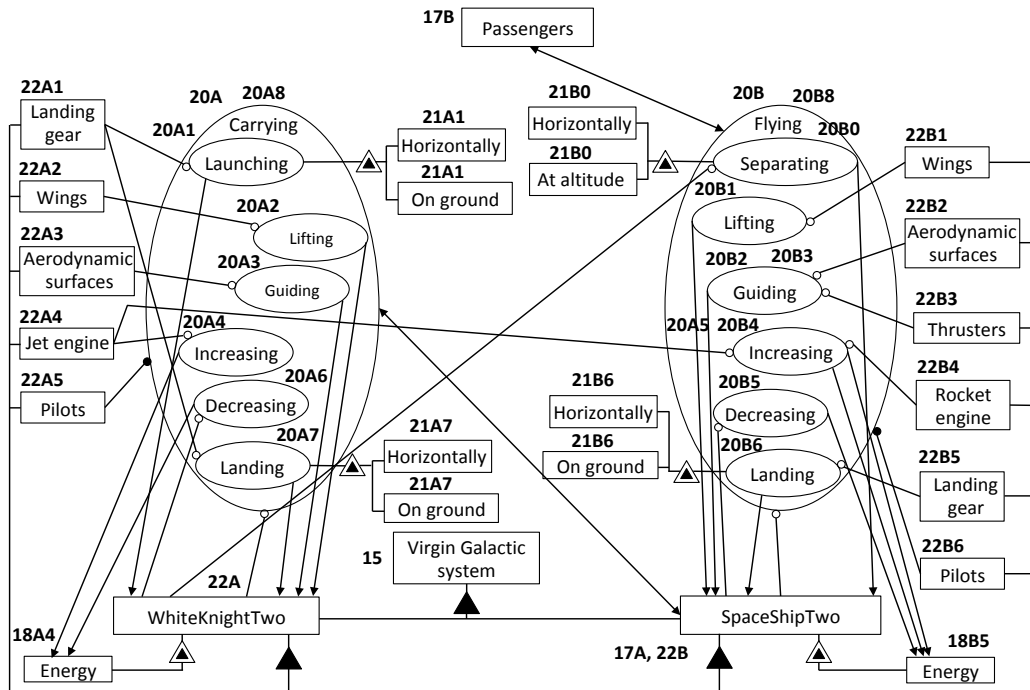 17B
Passengers
22A1
Landing
gear
20A
20A8
Carrying
20A1
Launching
21A1
Horizontally
21A1
On ground
21B0
Horizontally
21B0
At altitude
20B
20B8
Flying
20B0
Separating
22B1
Wings
22A2
Wings
20A2
Lifting
20B1
Lifting
22B2
Aerodynamic
surfaces
22A3
Aerodynamic
surfaces
20A3
Guiding
20B2
20B3
Guiding
22B3
Thrusters
22A4
Jet engine
20A4
Increasing
20A5
20B4
Increasing
22B4
Rocket
engine
22A5
Pilots
20A6
Decreasing
20B5
Decreasing
21B6
Horizontally
21B6
On ground
20A7
Landing
21A7
Horizontally
21A7
On ground
20B6
Landing
22B5
Landing
gear
22B6
Pilots
15
Virgin Galactic
system
22A
WhiteKnightTwo
SpaceShipTwo
17A, 22B
18A4
Energy
18B5
Energy